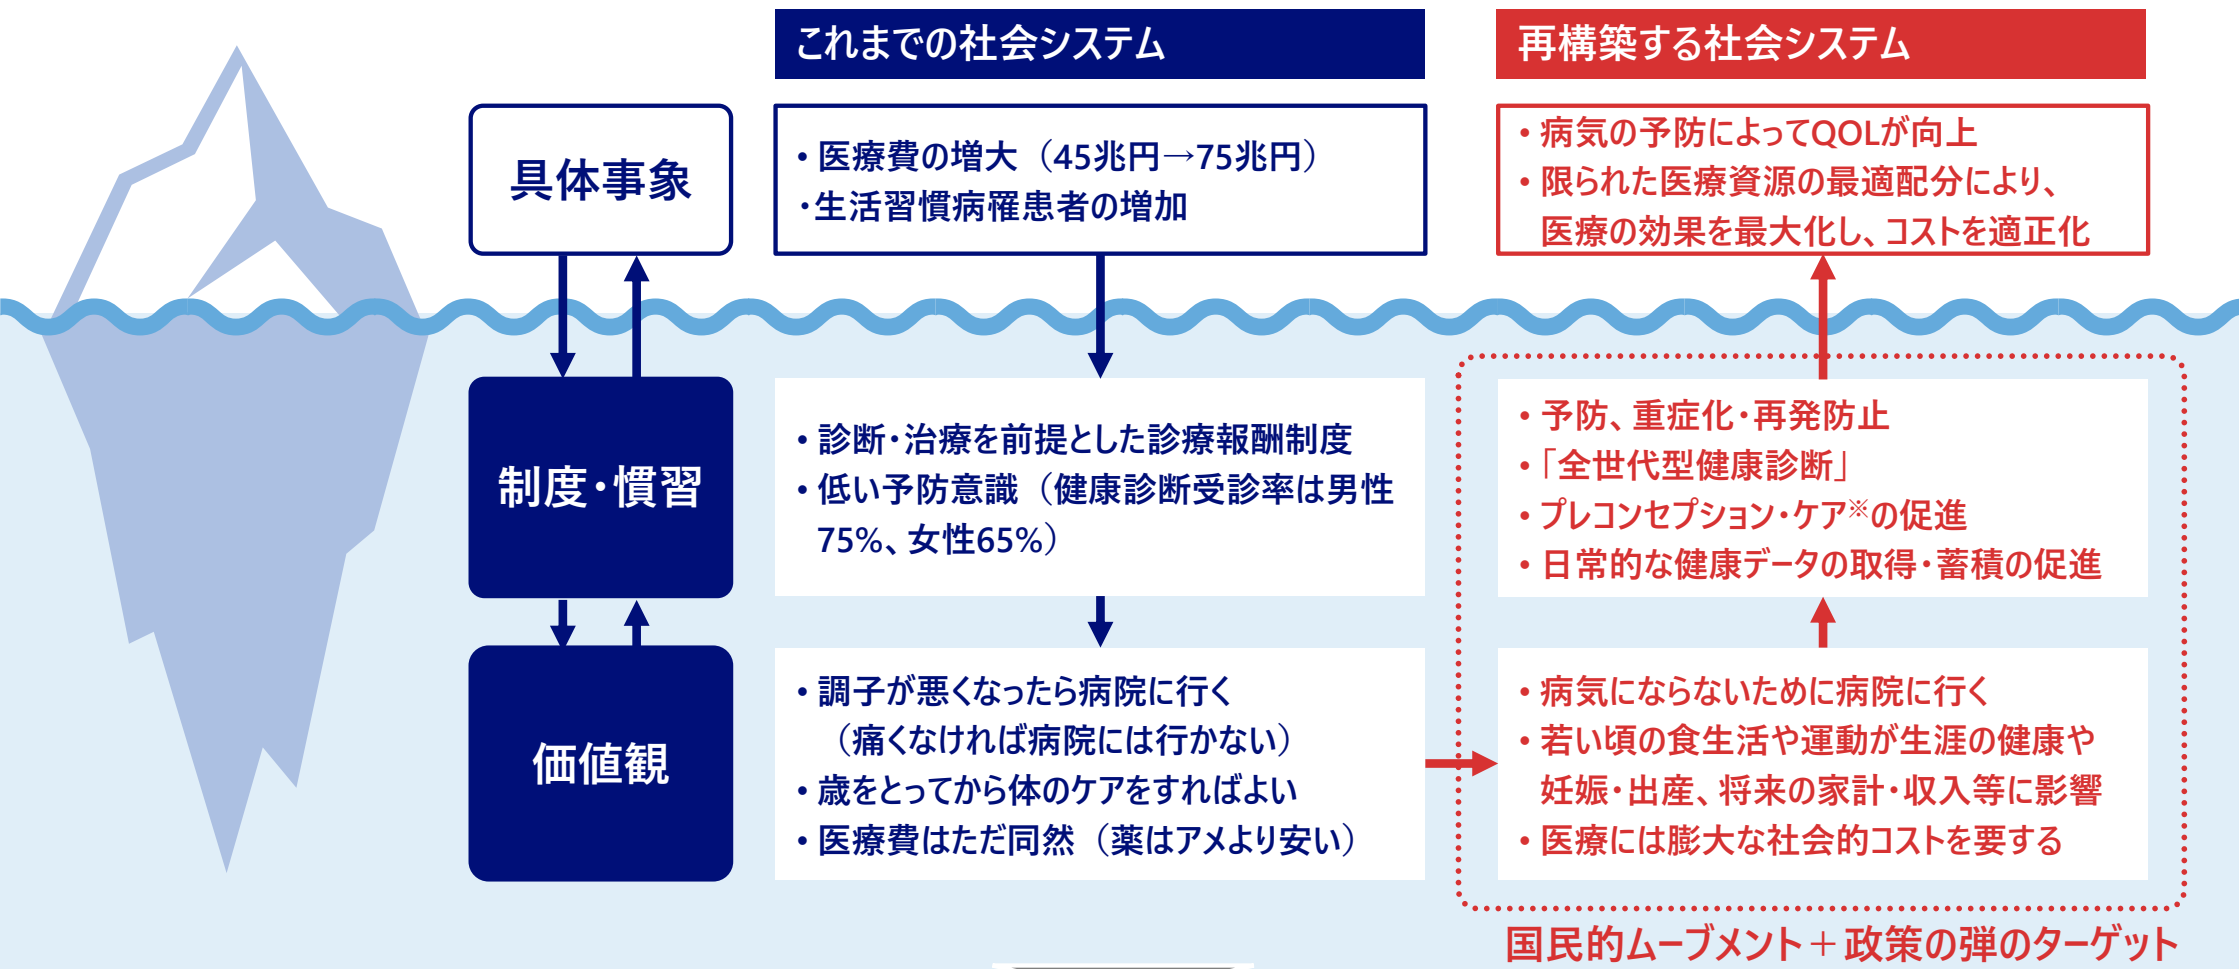 これまでの社会システム
再構築する社会システム
具体事象
・医療費の増大（45兆円→75兆円）
・生活習慣病罹患者の増加
・病気の予防によってQOLが向上
・限られた医療資源の最適配分により、
医療の効果を最大化し、コストを適正化
制度・慣習
・診断・治療を前提とした診療報酬制度
・低い予防意識（健康診断受診率は男性
75%、女性65%）
・予防、重症化・再発防止
・「全世代型健康診断」
・プレコンセプション・ケア※の促進
・日常的な健康データの取得・蓄積の促進
価値観
・調子が悪くなったら病院に行く
（痛くなければ病院には行かない）
・歳をとってから体のケアをすればよい
・医療費はただ同然（薬はアメより安い）
・病気にならないために病院に行く
・若い頃の食生活や運動が生涯の健康や
妊娠・出産、将来の家計・収入等に影響
・医療には膨大な社会的コストを要する
国民的ムーブメント＋政策の弾のターゲット